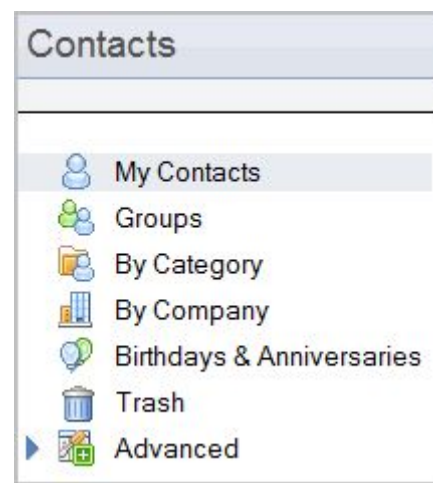 Contacts
My Contacts
Groups
By Category
By Company
Birthdays & Anniversaries
Trash
Advanced